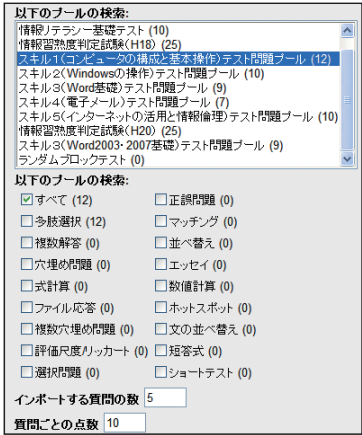 以下のプールの検索:
情報リテラシー基礎テスト (10)
情報習熟度判定試験(H18) (25)
スキル1(コンピュータの構成と基本操作)テスト問題プール (12)
スキル2(Windowsの操作)テスト問題プール (10)
スキル3(Word基礎)テスト問題プール (9)
スキル4(電子メール)テスト問題プール (7)
スキル5(インターネットの活用と情報倫理)テスト問題プール (10)
情報習熟度判定試験(H20) (25)
スキル3(Word2003・2007基礎)テスト問題プール (9)
ランダムブロックテスト (0)
以下のプールの検索:
すべて (12) 正誤問題 (0)
多肢選択 (12) マッチング (0)
複数解答 (0) 並べ替え (0)
穴埋め問題 (0) エッセイ (0)
式計算 (0) 数値計算 (0)
ファイル応答 (0) ホットスポット (0)
複数穴埋め問題 (0) 文の並べ替え (0)
評価尺度/リッカート (0) 短答式 (0)
選択問題 (0) ショートテスト (0)
インポートする質問の数 5
質問ごとの点数 10